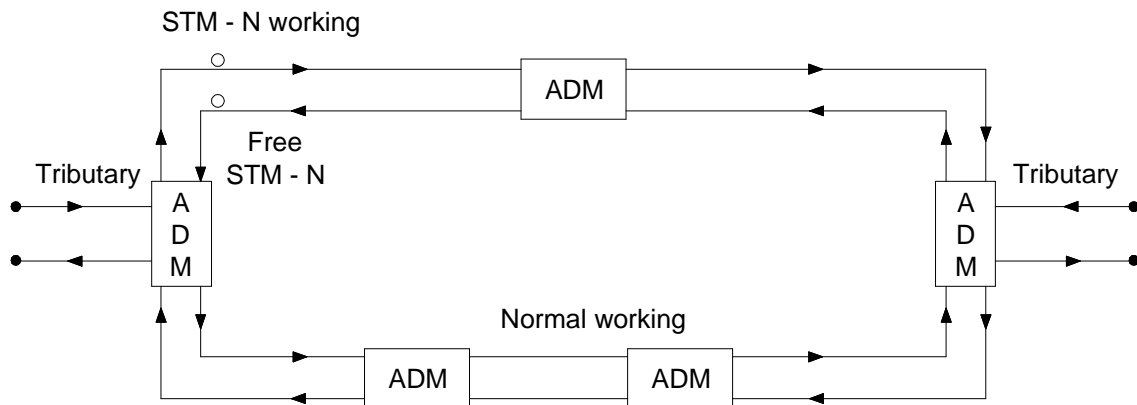 STM - N working
ADM
Free
STM - N
Tributary
Tributary
A
D
M
A
D
M
Normal working
ADM
ADM